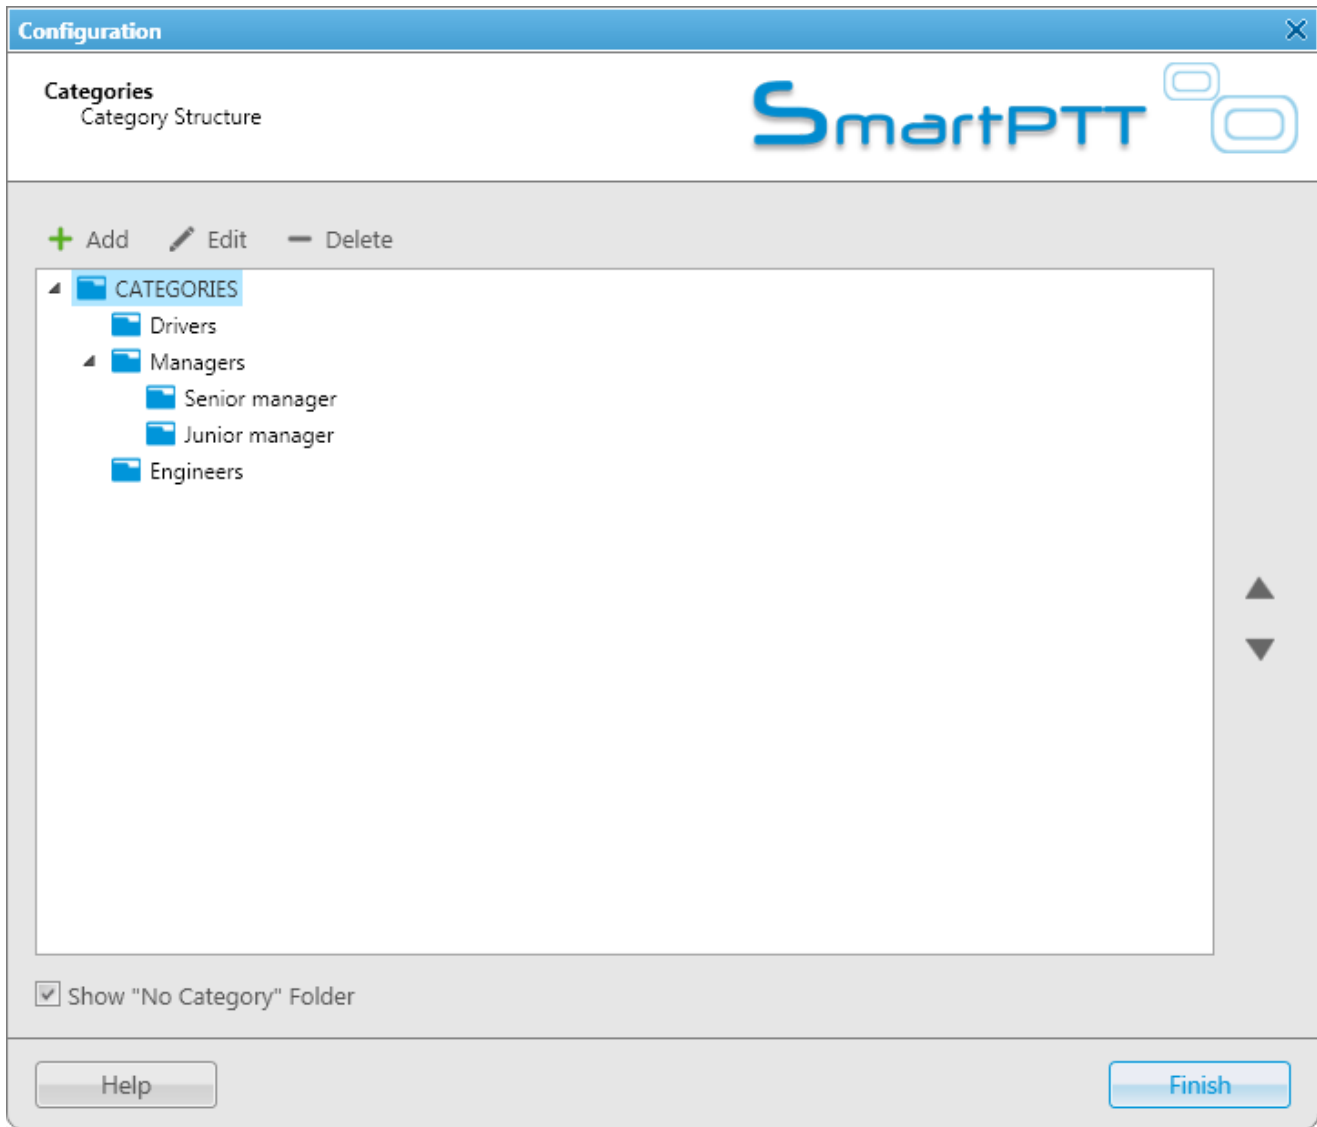 Configuration
Categories
Category Structure
SmartPTT
Add Edit Delete
CATEGORIES
Drivers
Managers
Senior manager
Junior manager
Engineers
Show "No Category" Folder
Help Finish